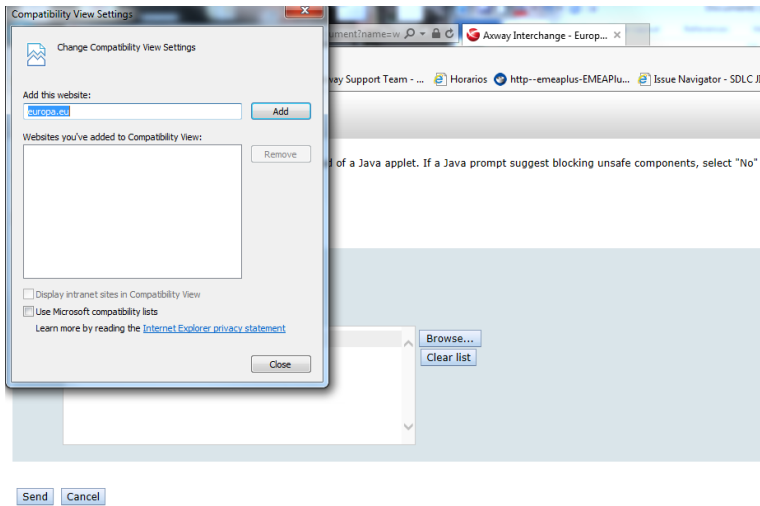 Compatibility View Settings
Change Compatibility View Settings
Add this website:
europa.eu
Add
Websites you've added to Compatibility View:
Remove
Display intranet sites in Compatibility View
Use Microsoft compatibility lists
Learn more by reading the Internet Explorer privacy statement
Close
ument?name=w
Axway Interchange - Europ...
way Support Team - ...
Horarios
http--emeaplus-EMEAPlu...
Issue Navigator - SDLC JI
d of a Java applet. If a Java prompt suggest blocking unsafe components, select "No"
Browse...
Clear list
Send
Cancel